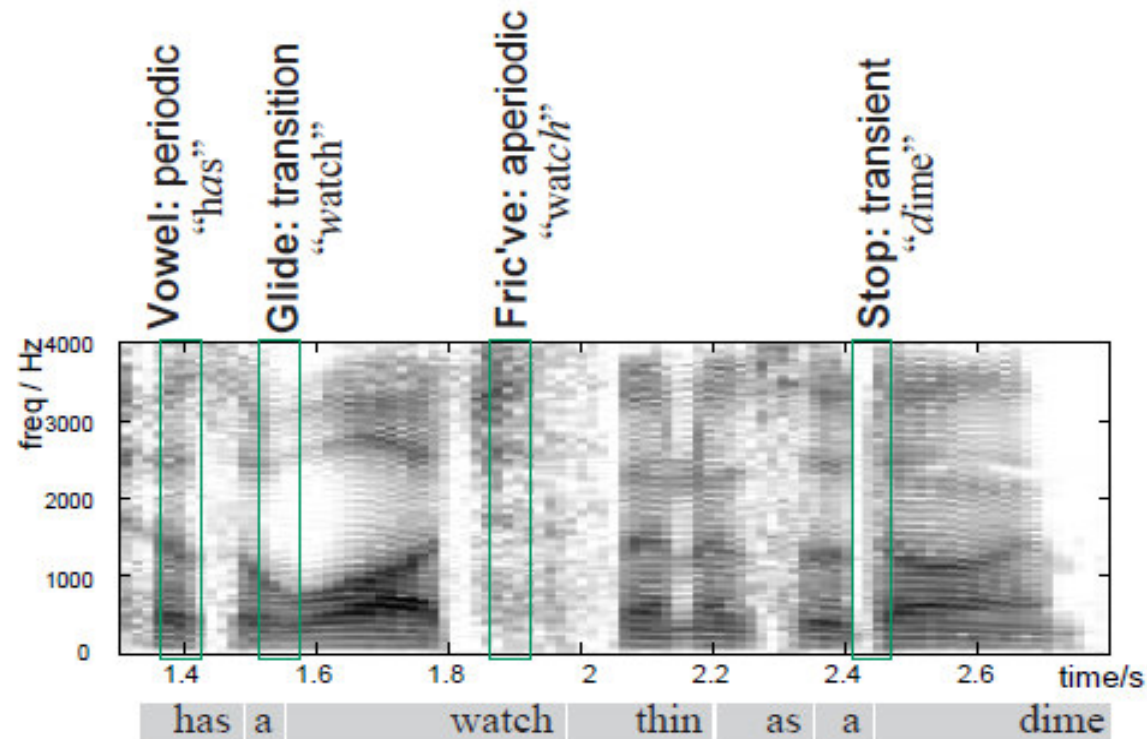 Vowel: periodic
“has”
Glide: transition
“watch”
Fric've: aperiodic
“watch”
Stop: transient
“dime”
freq / Hz
4000
3000
2000
1000
0
1.4 1.6 1.8 2 2.2 2.4 2.6 time/s
has a watch thin as a dime